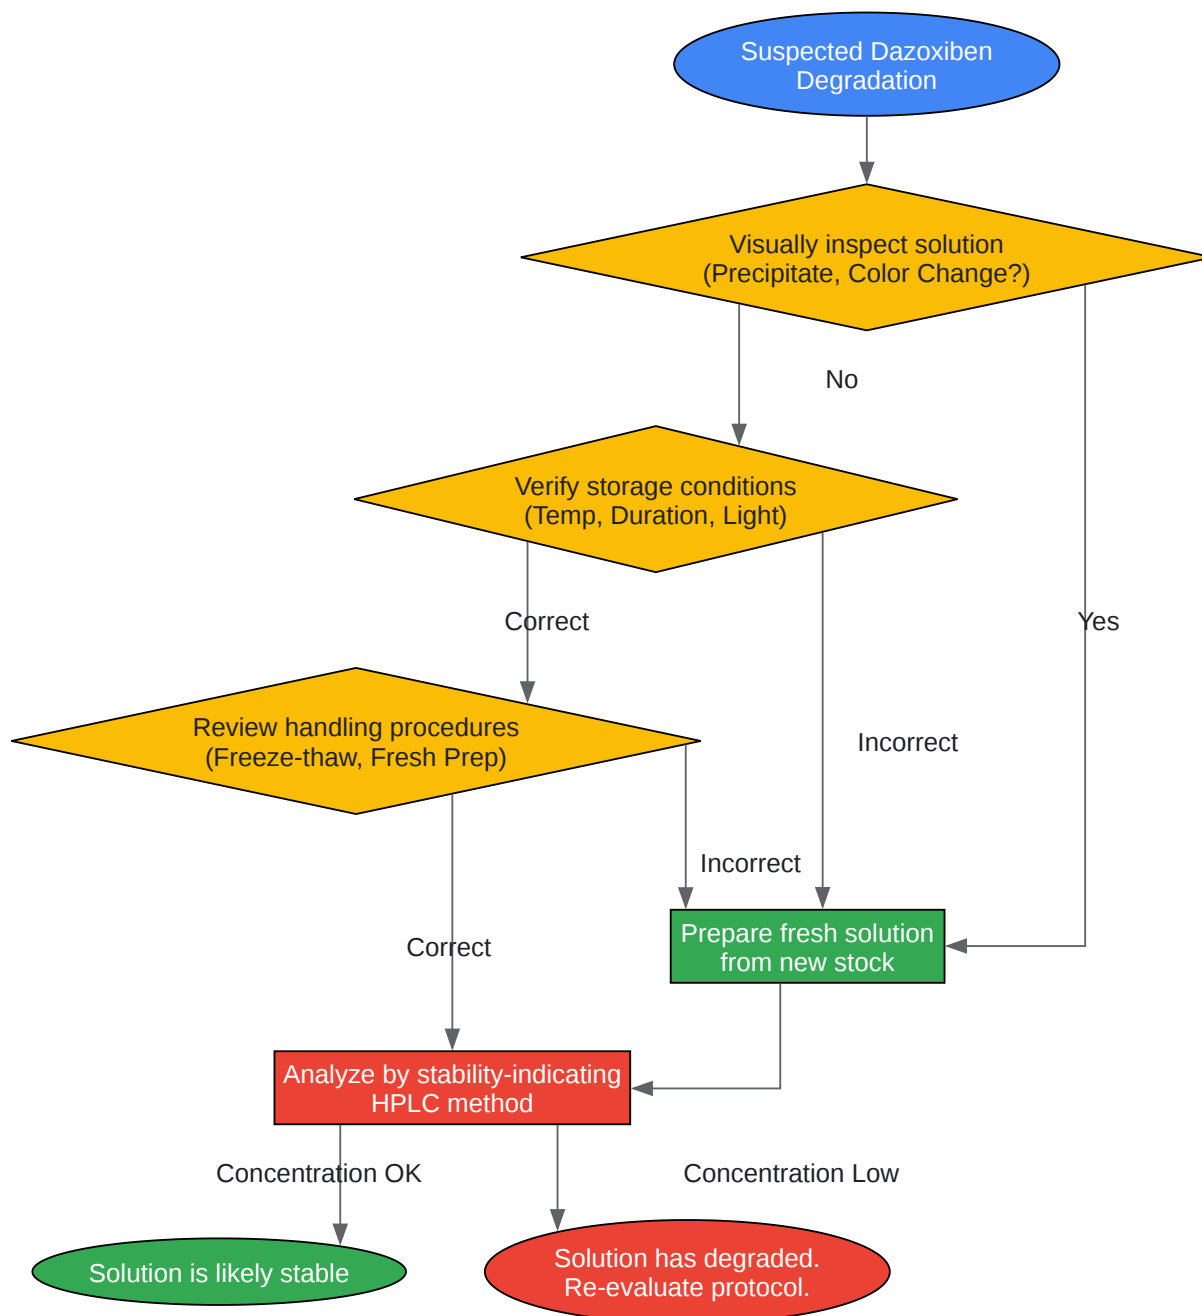 Suspected Dazoxiben
Degradation
Visually inspect solution
(Precipitate, Color Change?)
No
Verify storage conditions
(Temp, Duration, Light)
Correct
Yes
Review handling procedures
(Freeze-thaw, Fresh Prep)
Incorrect
Incorrect
Prepare fresh solution
from new stock
Correct
Analyze by stability-indicating
HPLC method
Concentration OK
Concentration Low
Solution is likely stable
Solution has degraded.
Re-evaluate protocol.